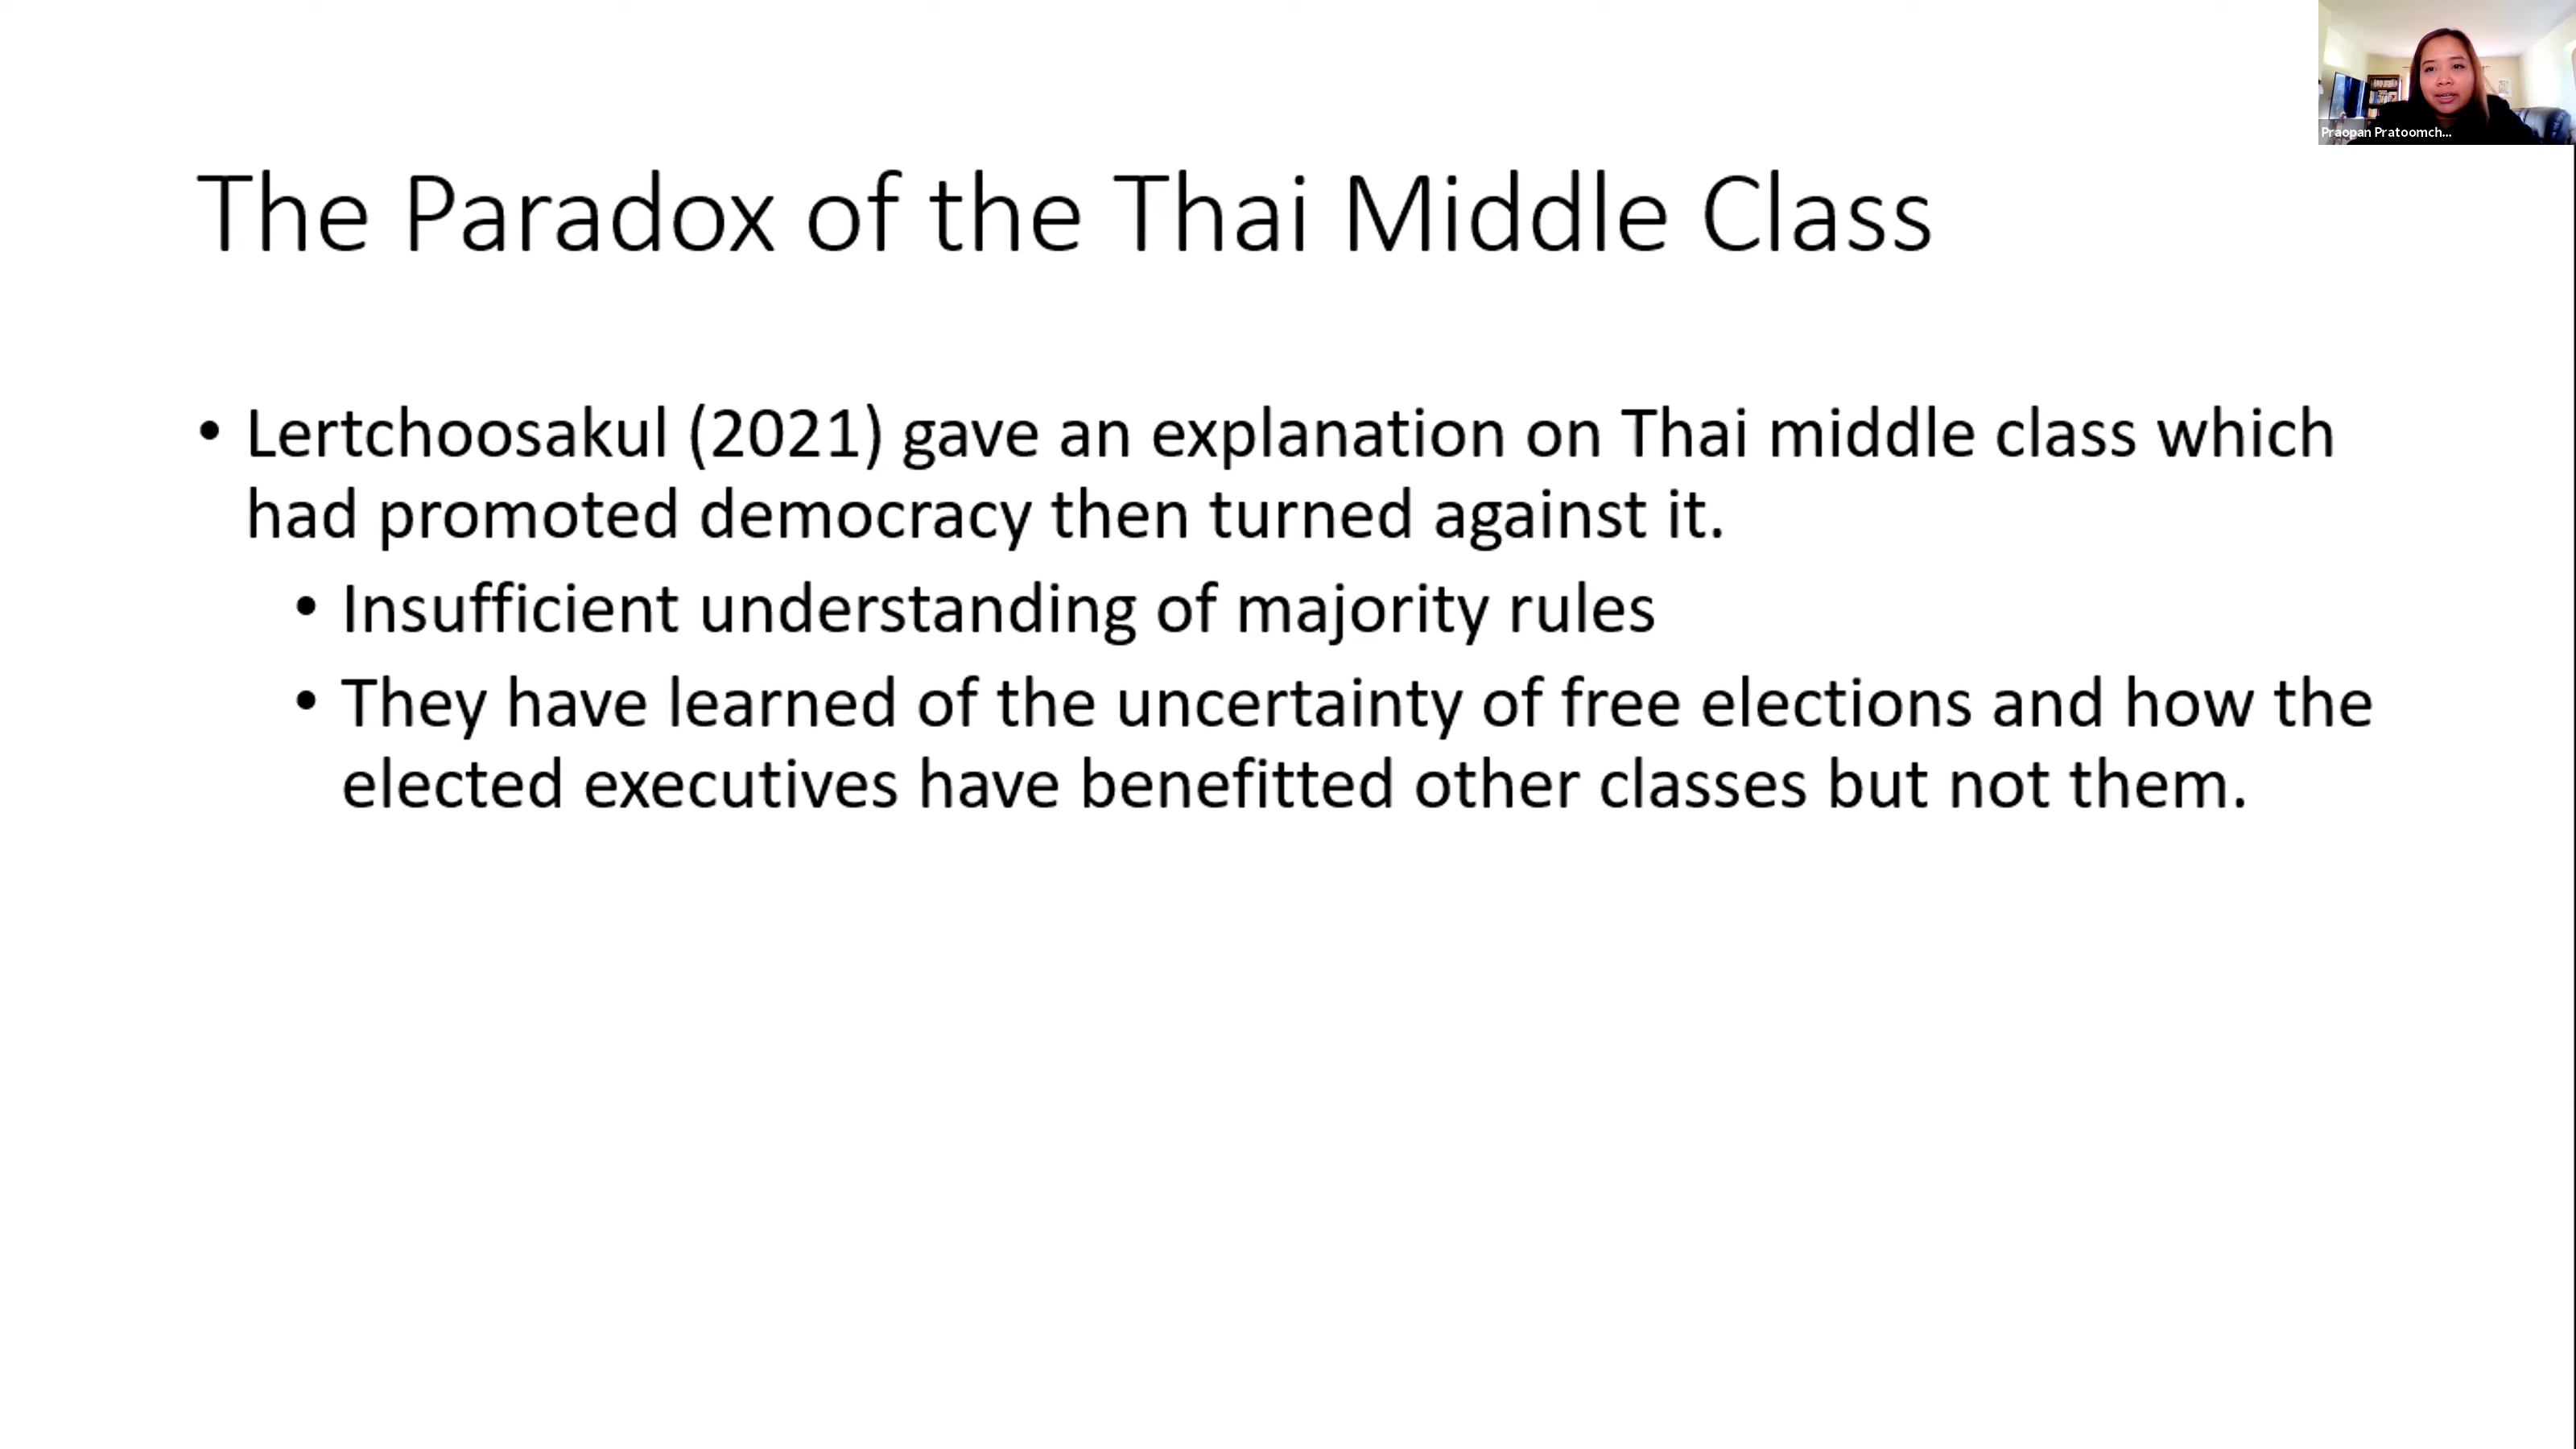 Praopan Pratoomch...
The Paradox of the Thai Middle Class
• Lertchoosakul (2021) gave an explanation on Thai middle class which
had promoted democracy then turned against it.
• Insufficient understanding of majority rules
• They have learned of the uncertainty of free elections and how the
elected executives have benefitted other classes but not them.